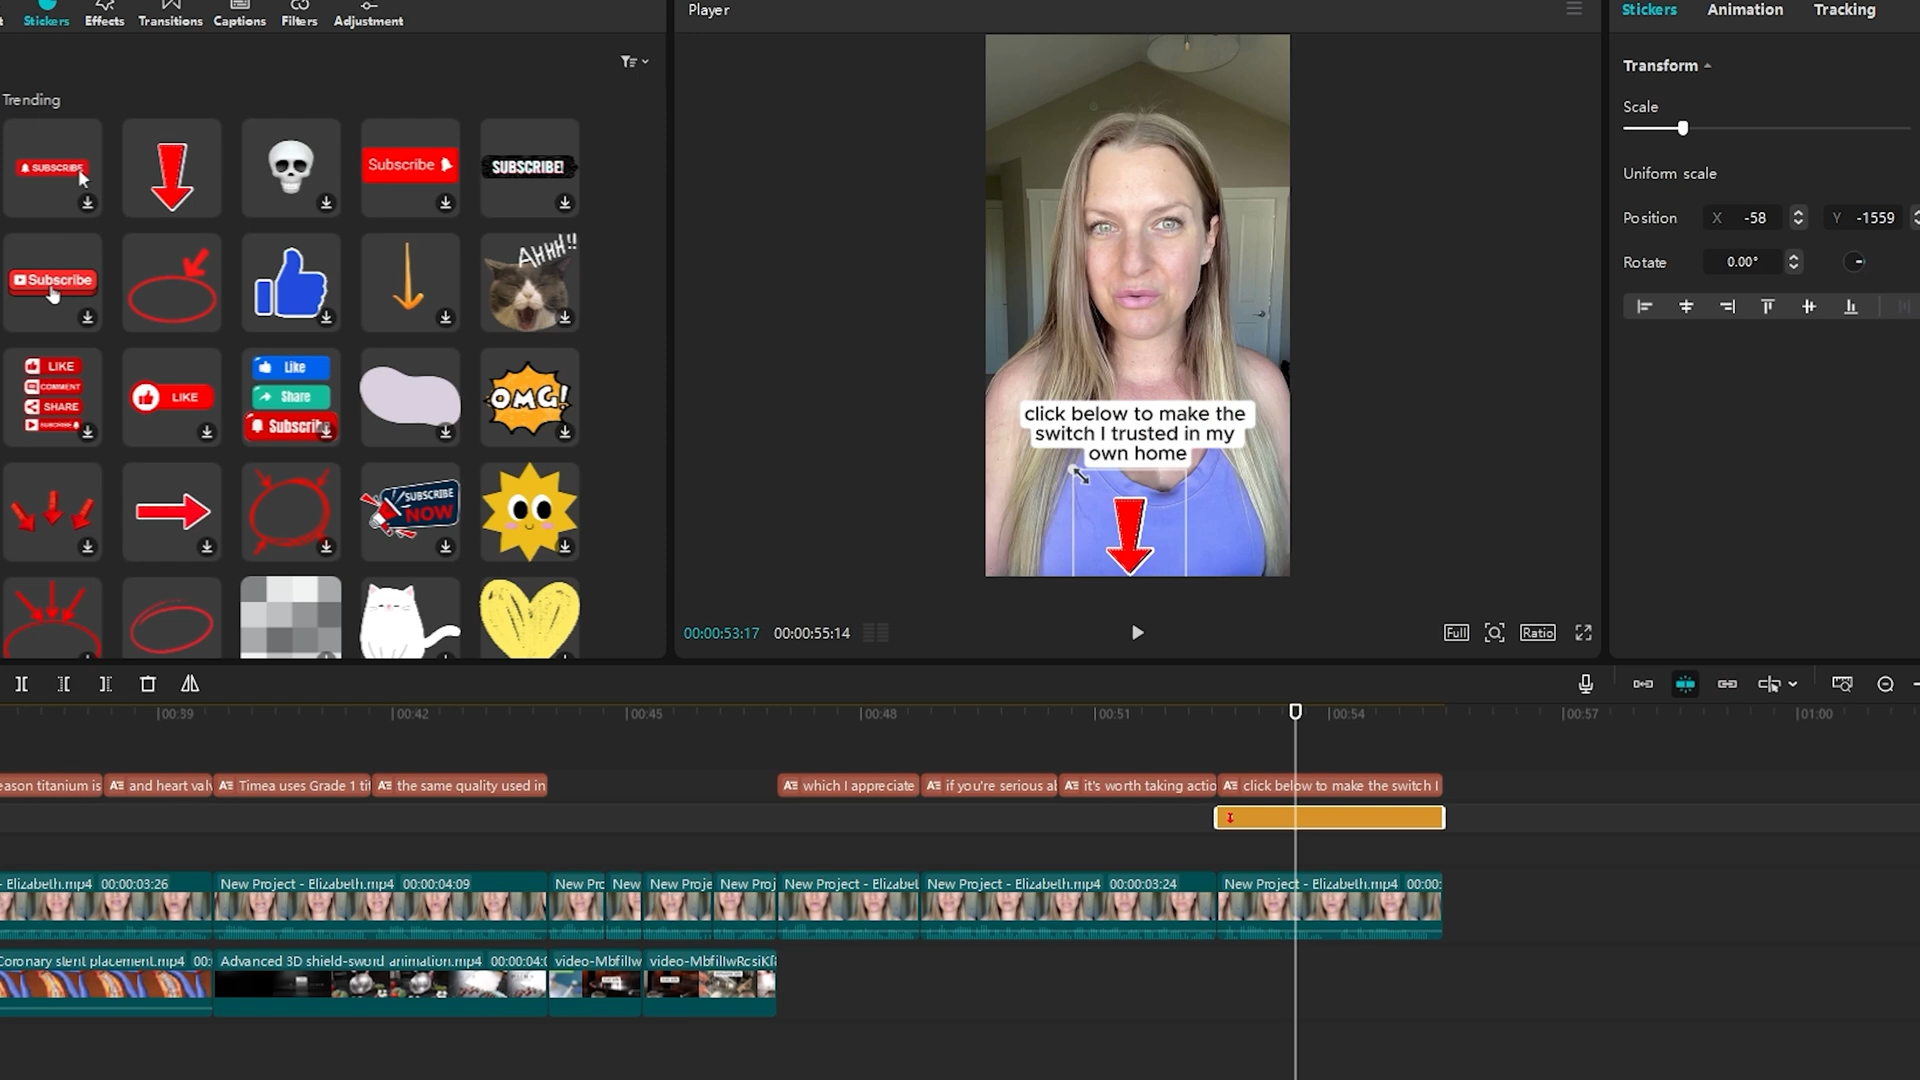 Stickers Effects Transitions Captions Filters Adjustment
Trending
SUBSCRIBE
Subscribe
SUBSCRIBE!
Subscribe
AHHH!!
LIKE
COMMENT
SHARE
SUBSCRIBE
LIKE
Like
Share
Subscribe
OMG!
SUBSCRIBE
NOW
Player
click below to make the
switch I trusted in my
own home
00:00:53:17 00:00:55:14
Full
Ratio
Stickers Animation Tracking
Transform
Scale
Uniform scale
Position X -58 Y -1559
Rotate 0.00°
00:39 00:42 00:45 00:48 00:51 00:54 00:57 01:00
eason titanium is
and heart val
Timea uses Grade 1 ti
the same quality used in
which I appreciate
if you're serious a
it's worth taking actio
click below to make the switch I
- Elizabeth.mp4 00:00:03:26
New Project - Elizabeth.mp4 00:00:04:09
New Pro
New
New Proje
New Proj
New Project - Elizabet
New Project - Elizabeth.mp4 00:00:03:24
New Project - Elizabeth.mp4 00:00:
Coronary stent placement.mp4 00:
Advanced 3D shield-sword animation.mp4 00:00:04:0